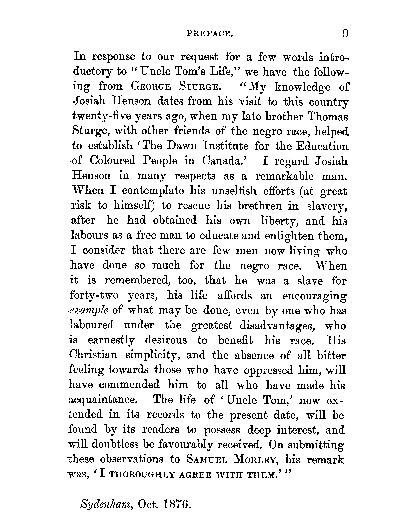 PREFACE. 9
In response to our request for a few words intro-
ductory to "Uncle Tom's Life," we have the follow-
ing from GEORGE STURGE. "My knowledge of
Josiah Henson dates from his visit to this country
twenty-five years ago, when my late brother Thomas
Sturge, with other friends of the negro race, helped
to establish 'The Dawn Institute for the Education
of Coloured People in Canada.' I regard Josiah
Henson in many respects as a remarkable man.
When I contemplate his unselfish efforts (at great
risk to himself) to rescue his brethren in slavery,
after he had obtained his own liberty, and his
labours as a free man to educate and enlighten them,
I consider that there are few men now living who
have done so much for the negro race. When
it is remembered, too, that he was a slave for
forty-two years, his life affords an encouraging
example of what may be done, even by one who has
laboured under the greatest disadvantages, who
is earnestly desirous to benefit his race. His
Christian simplicity, and the absence of all bitter
feeling towards those who have oppressed him, will
have commended him to all who have made his
acquaintance. The life of 'Uncle Tom,' now ex-
tended in its records to the present date, will be
found by its readers to possess deep interest, and
will doubtless be favourably received. On submitting
these observations to SAMUEL MORLEY, his remark
was, 'I THOROUGHLY AGREE WITH THEM.'"
Sydenham, Oct. 1876.